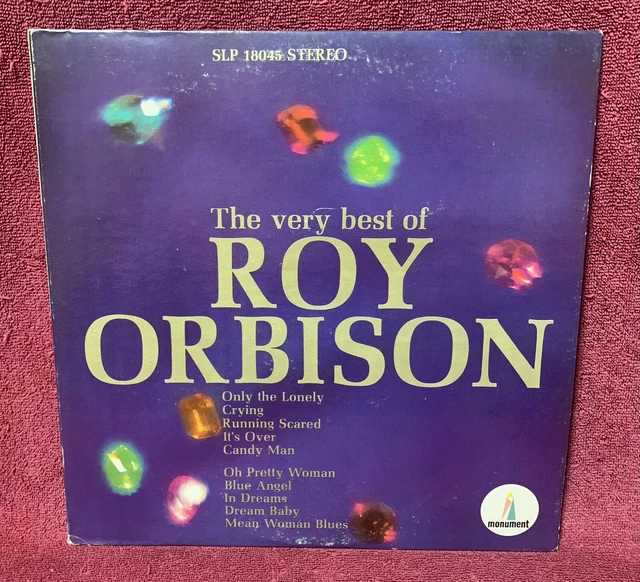 SLP 18045 STEREO
The very best of
ROY
ORBISON
Only the Lonely
Crying
Running Scared
It's Over
Candy Man
Oh Pretty Woman
Blue Angel
In Dreams
Dream Baby
Mean Woman Blues
monument